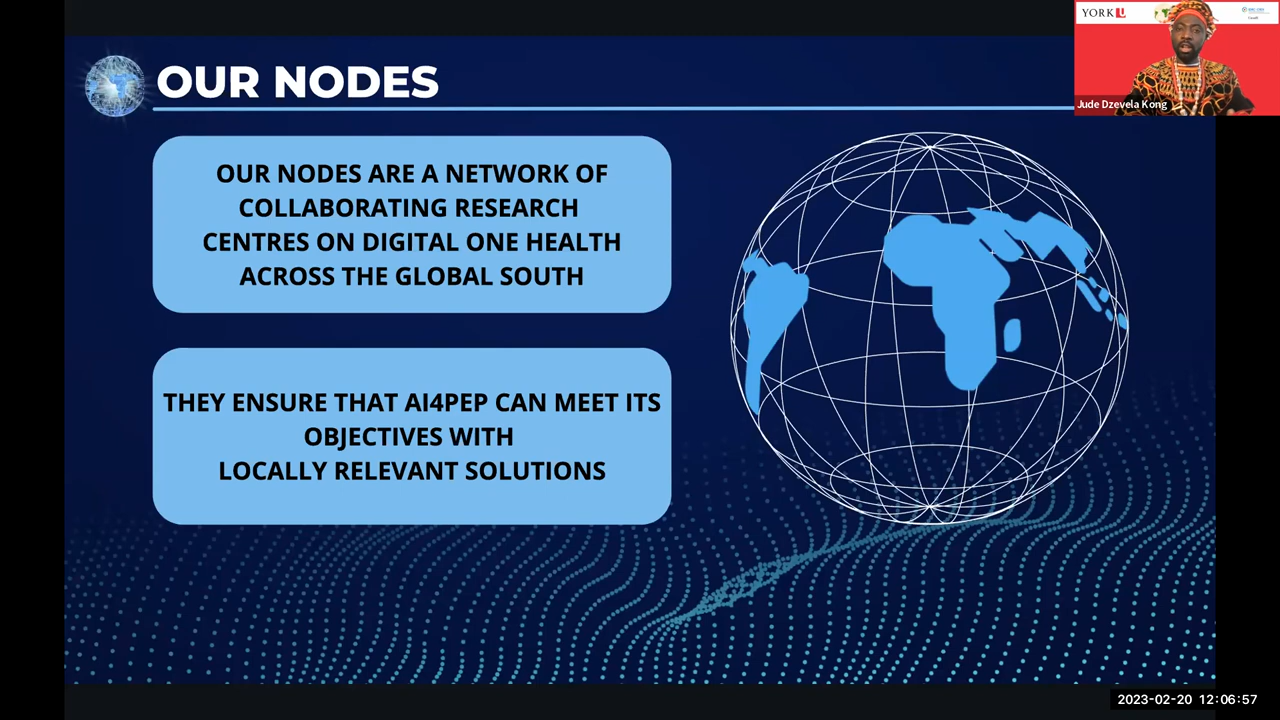 OUR NODES
OUR NODES ARE A NETWORK OF
COLLABORATING RESEARCH
CENTRES ON DIGITAL ONE HEALTH
ACROSS THE GLOBAL SOUTH
THEY ENSURE THAT AI4PEP CAN MEET ITS
OBJECTIVES WITH
LOCALLY RELEVANT SOLUTIONS
YORK U
Jude Dzevela Kong
2023-02-20 12:06:57